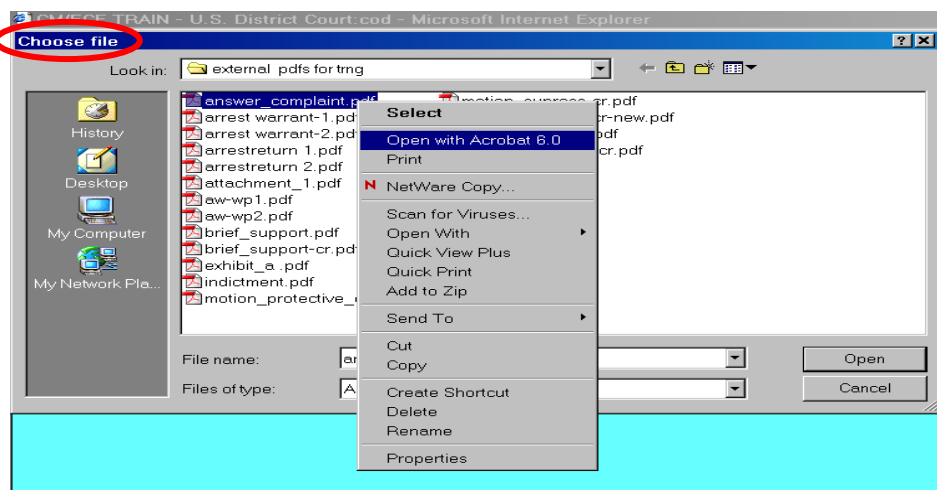 CM/ECF TRAIN - U.S. District Court:cod - Microsoft Internet Explorer
Choose file
Look in: external pdfs for trng
History
Desktop
My Computer
My Network Pla...
answer_complaint.pdf
arrest warrant-1.pd
arrest warrant-2.pd
arrestreturn 1.pdf
arrestreturn 2.pdf
attachment_1.pdf
aw-wp1.pdf
aw-wp2.pdf
brief_support.pdf
brief_support-cr.pd
exhibit_a .pdf
indictment.pdf
motion_protective_
motion_supress_cr.pdf
cr-new.pdf
pdf
cr.pdf
Select
Open with Acrobat 6.0
Print
N NetWare Copy...
Scan for Viruses...
Open With
Quick View Plus
Quick Print
Add to Zip
Send To
Cut
Copy
Create Shortcut
Delete
Rename
Properties
File name: an
Open
Files of type: A
Cancel